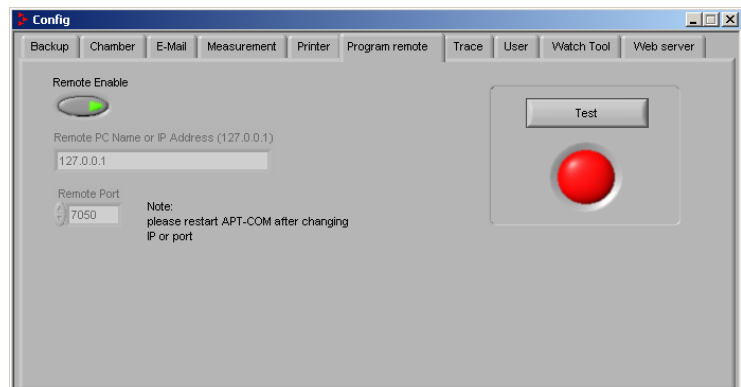 Config
Backup Chamber E-Mail Measurement Printer Program remote Trace User Watch Tool Web server
Remote Enable
Test
Remote PC Name or IP Address (127.0.0.1)
127.0.0.1
Remote Port
7050
Note:
please restart APT-COM after changing
IP or port